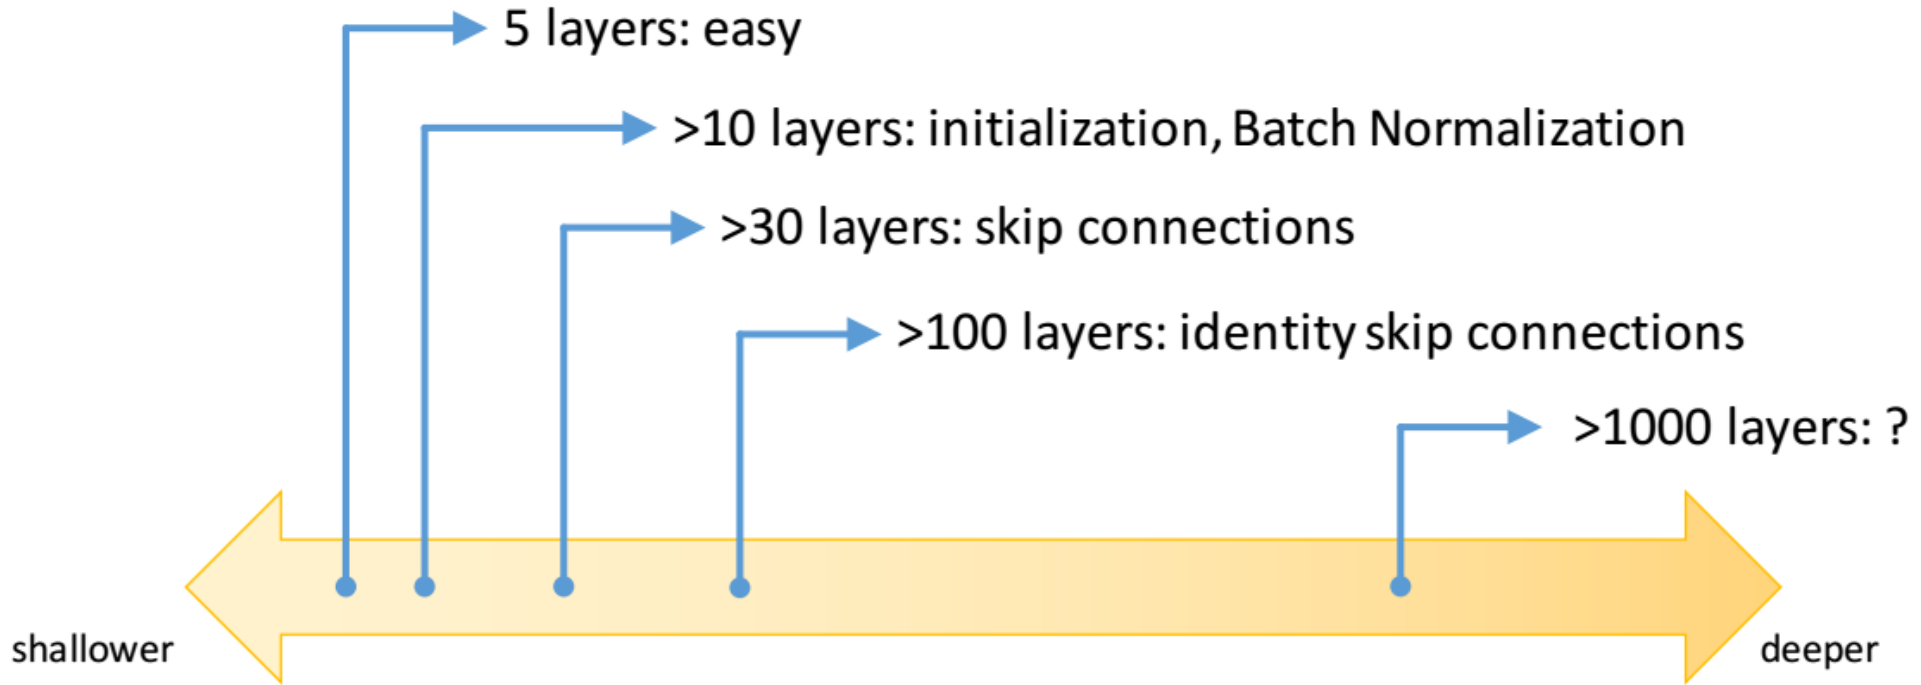 5 layers: easy
>10 layers: initialization, Batch Normalization
>30 layers: skip connections
>100 layers: identity skip connections
>1000 layers: ?
shallower
deeper